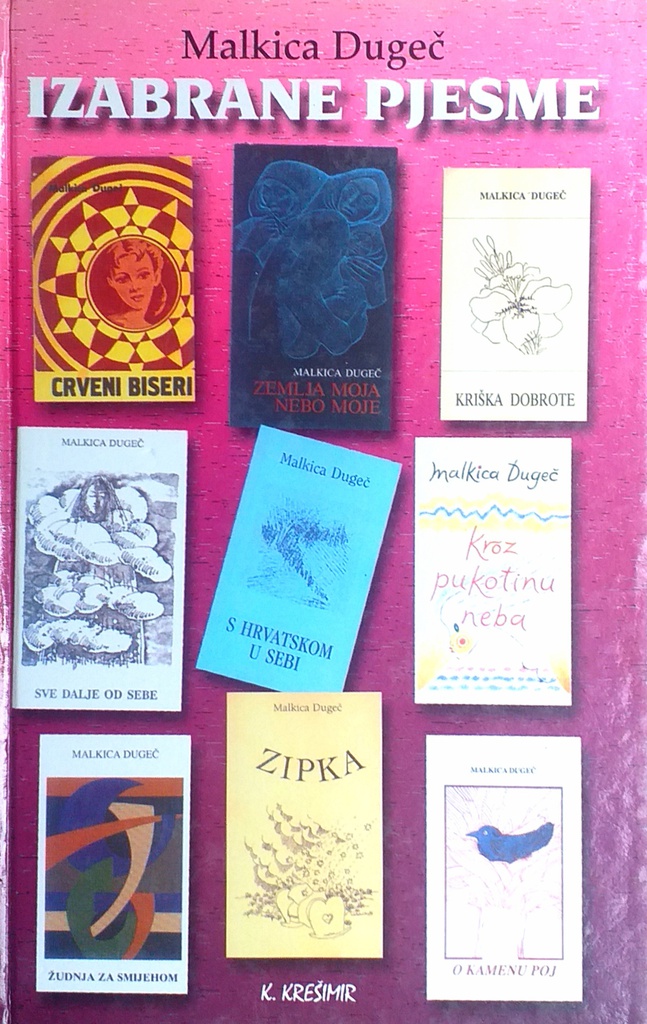 Malkica Dugeč
IZABRANE PJESME
Malkica Dugeč
CRVENI BISERI
MALKICA DUGEČ
ZEMLJA MOJA
NEBO MOJE
MALKICA DUGEČ
KRIŠKA DOBROTE
MALKICA DUGEČ
SVE DALJE OD SEBE
Malkica Dugeč
S HRVATSKOM
U SEBI
Malkica Dugeč
Kroz
pukotinu
neba
MALKICA DUGEČ
ŽUDNJA ZA SMIJEHOM
Malkica Dugeč
ZIPKA
MALKICA DUGEČ
O KAMENU POJ
K. KREŠIMIR